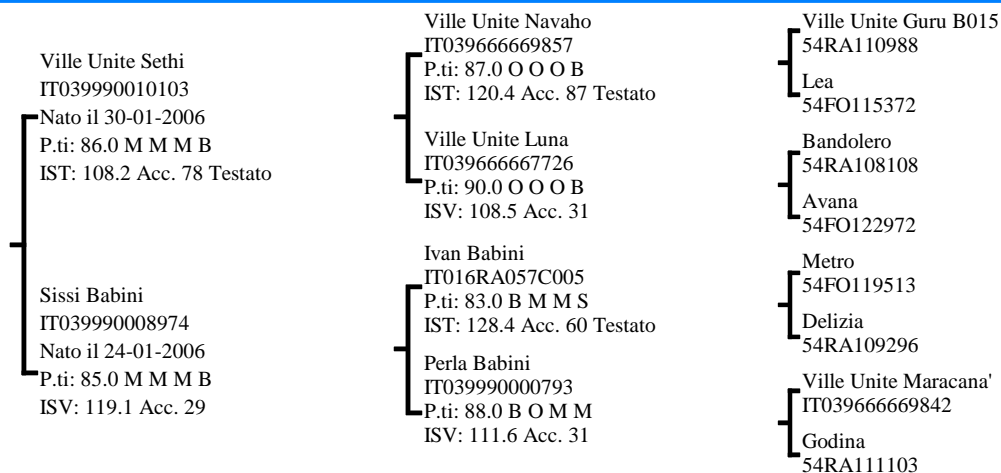 Ville Unite Sethi
IT039990010103
Nato il 30-01-2006
P.ti: 86.0 M M M B
IST: 108.2 Acc. 78 Testato
Sissi Babini
IT039990008974
Nato il 24-01-2006
P.ti: 85.0 M M M B
ISV: 119.1 Acc. 29
Ville Unite Navaho
IT039666669857
P.ti: 87.0 O O O B
IST: 120.4 Acc. 87 Testato
Ville Unite Luna
IT039666667726
P.ti: 90.0 O O O B
ISV: 108.5 Acc. 31
Ivan Babini
IT016RA057C005
P.ti: 83.0 B M M S
IST: 128.4 Acc. 60 Testato
Perla Babini
IT039990000793
P.ti: 88.0 B O M M
ISV: 111.6 Acc. 31
Ville Unite Guru B015
54RA110988
Lea
54FO115372
Bandolero
54RA108108
Avana
54FO122972
Metro
54FO119513
Delizia
54RA109296
Ville Unite Maracana'
IT039666669842
Godina
54RA111103